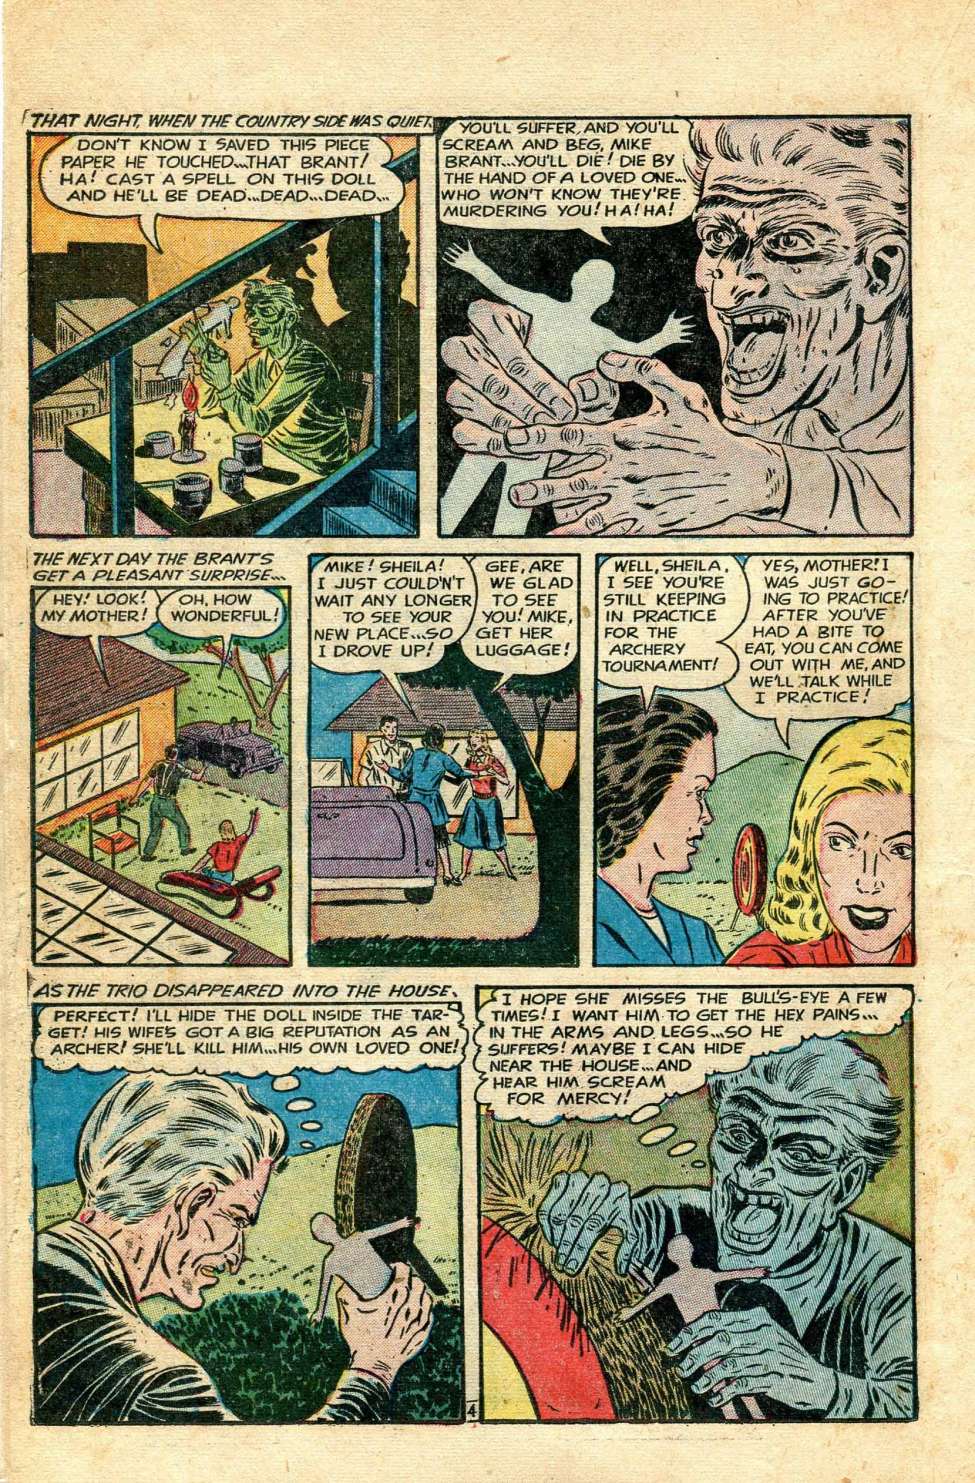 THAT NIGHT, WHEN THE COUNTRY SIDE WAS QUIET,
DON'T KNOW I SAVED THIS PIECE
PAPER HE TOUCHED...THAT BRANT!
HA! CAST A SPELL ON THIS DOLL
AND HE'LL BE DEAD...DEAD...DEAD...
YOU'LL SUFFER, AND YOU'LL
SCREAM AND BEG, MIKE
BRANT...YOU'LL DIE! DIE BY
THE HAND OF A LOVED ONE...
WHO WON'T KNOW THEY'RE
MURDERING YOU! HA! HA!
THE NEXT DAY THE BRANT'S
GET A PLEASANT SURPRISE...
HEY! LOOK!
MY MOTHER!
OH, HOW
WONDERFUL!
MIKE! SHEILA!
I JUST COULDN'T
WAIT ANY LONGER
TO SEE YOUR
NEW PLACE...SO
I DROVE UP!
GEE, ARE
WE GLAD
TO SEE
YOU! MIKE,
GET HER
LUGGAGE!
WELL, SHEILA,
I SEE YOU'RE
STILL KEEPING
IN PRACTICE
FOR THE
ARCHERY
TOURNAMENT!
YES, MOTHER! I
WAS JUST GO-
ING TO PRACTICE!
AFTER YOU'VE
HAD A BITE TO
EAT, YOU CAN COME
OUT WITH ME, AND
WE'LL TALK WHILE
I PRACTICE!
AS THE TRIO DISAPPEARED INTO THE HOUSE.
PERFECT! I'LL HIDE THE DOLL INSIDE THE TAR-
GET! HIS WIFE'S GOT A BIG REPUTATION AS AN
ARCHER! SHE'LL KILL HIM...HIS OWN LOVED ONE!
I HOPE SHE MISSES THE BULL'S-EYE A FEW
TIMES! I WANT HIM TO GET THE HEX PAINS...
IN THE ARMS AND LEGS...SO HE
SUFFERS! MAYBE I CAN HIDE
NEAR THE HOUSE...AND
HEAR HIM SCREAM
FOR MERCY!
4